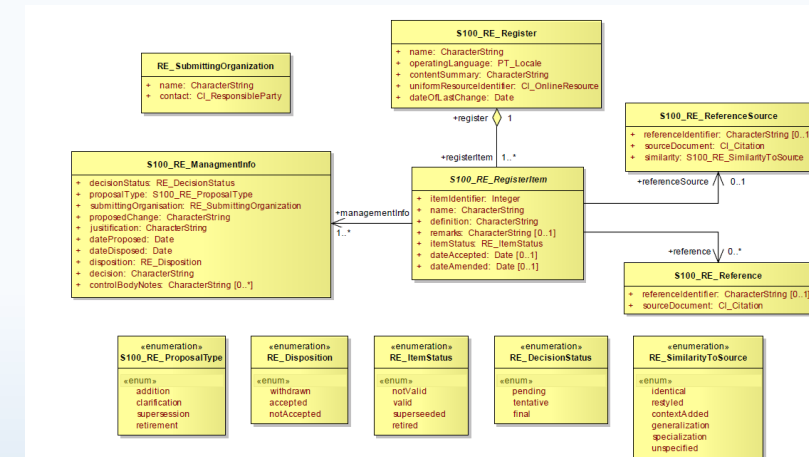 S100_RE_Register
+ name: CharacterString
+ operatingLanguage: PT_Locale
+ contentSummary: CharacterString
+ uniformResourceIdentifier: CI_OnlineResource
+ dateOfLastChange: Date
RE_SubmittingOrganization
+ name: CharacterString
+ contact: CI_ResponsibleParty
+register 1
+registerItem 1..*
S100_RE_ReferenceSource
+ referenceIdentifier: CharacterString [0..1
+ sourceDocument: CI_Citation
+ similarity: S100_RE_SimilarityToSource
+referenceSource 0..1
S100_RE_ManagmentInfo
+ decisionStatus: RE_DecisionStatus
+ proposalType: S100_RE_ProposalType
+ submittingOrganisation: RE_SubmittingOrganization
+ proposedChange: CharacterString
+ jusitification: CharacterString
+ dateProposed: Date
+ dateDisposed: Date
+ disposition: RE_Disposition
+ decision: CharacterString
+ controlBodyNotes: CharacterString [0..*]
+managementInfo
1..*
S100_RE_RegisterItem
+ itemIdentifier: Integer
+ name: CharacterString
+ definition: CharacterString
+ remarks: CharacterString [0..1]
+ itemStatus: RE_ItemStatus
+ dateAccepted: Date [0..1]
+ dateAmended: Date [0..1]
+reference 0..*
S100_RE_Reference
+ referenceIdentifier: CharacterString [0..1]
+ sourceDocument: CI_Citation
«enumeration»
S100_RE_ProposalType
«enum»
addition
clarification
supersession
retirement
«enumeration»
RE_Disposition
«enum»
withdrawn
accepted
notAccepted
«enumeration»
RE_ItemStatus
«enum»
notValid
valid
superseeded
retired
«enumeration»
RE_DecisionStatus
«enum»
pending
tentative
final
«enumeration»
RE_SimilarityToSource
«enum»
identical
restyled
contextAdded
generalization
specialization
unspecified